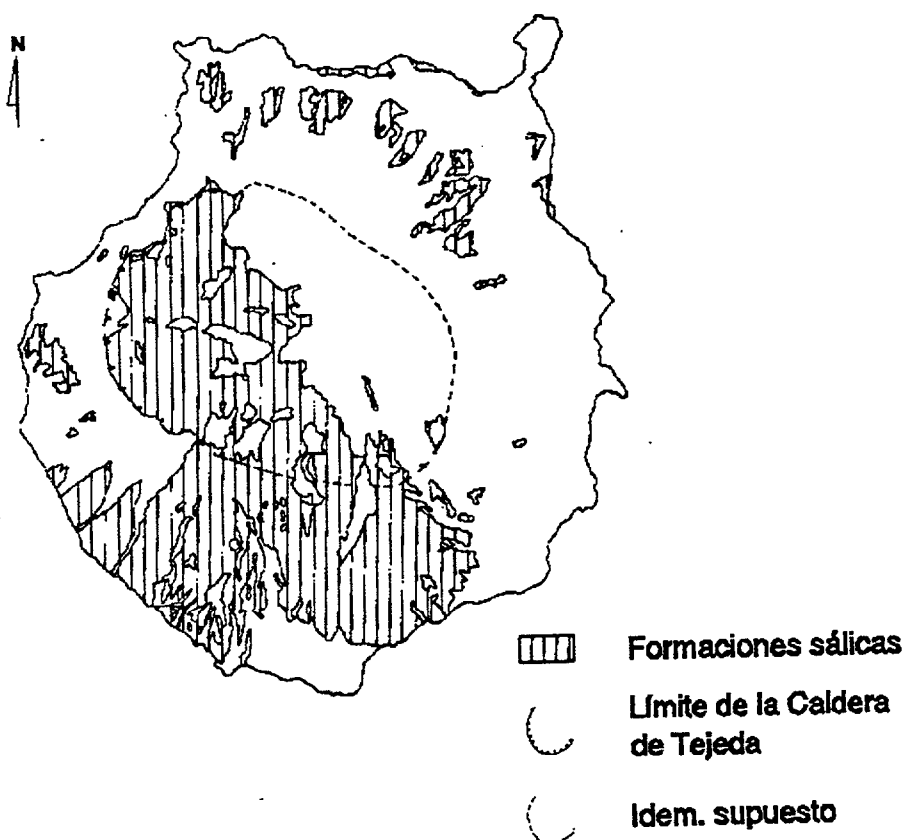 N
Formaciones sálicas
Límite de la Caldera
de Tejeda
Idem. supuesto